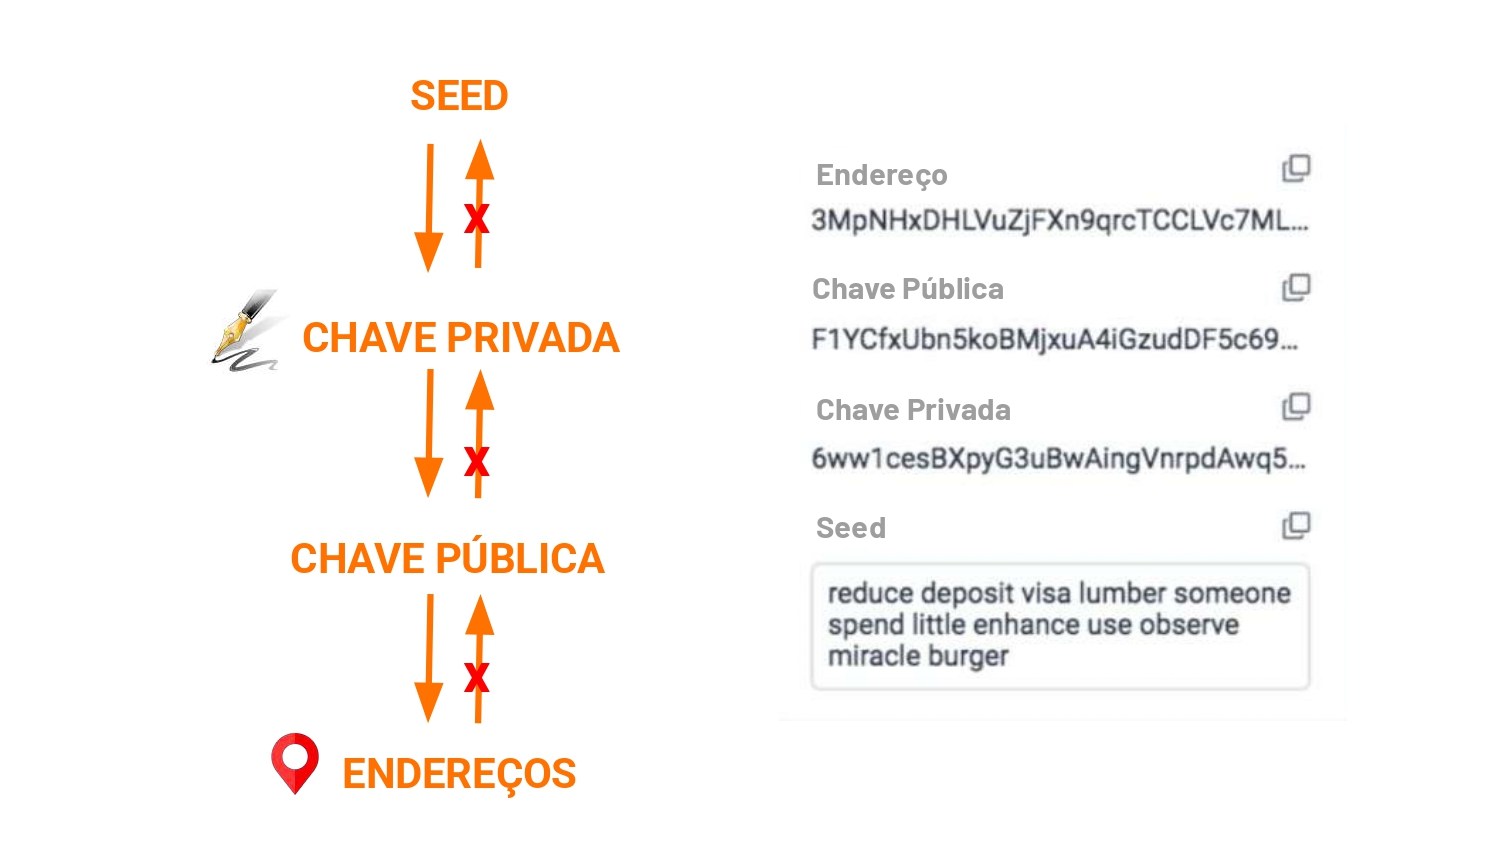 SEED
X
CHAVE PRIVADA
X
CHAVE PÚBLICA
X
ENDEREÇOS
Endereço
3MpNHxDHLVuZjFXn9qrcTCCLVc7ML...
Chave Pública
F1YCfxUbn5koBMjxuA4iGzudDF5c69...
Chave Privada
6ww1cesBXpyG3uBwAingVnrpdAwq5...
Seed
reduce deposit visa lumber someone
spend little enhance use observe
miracle burger